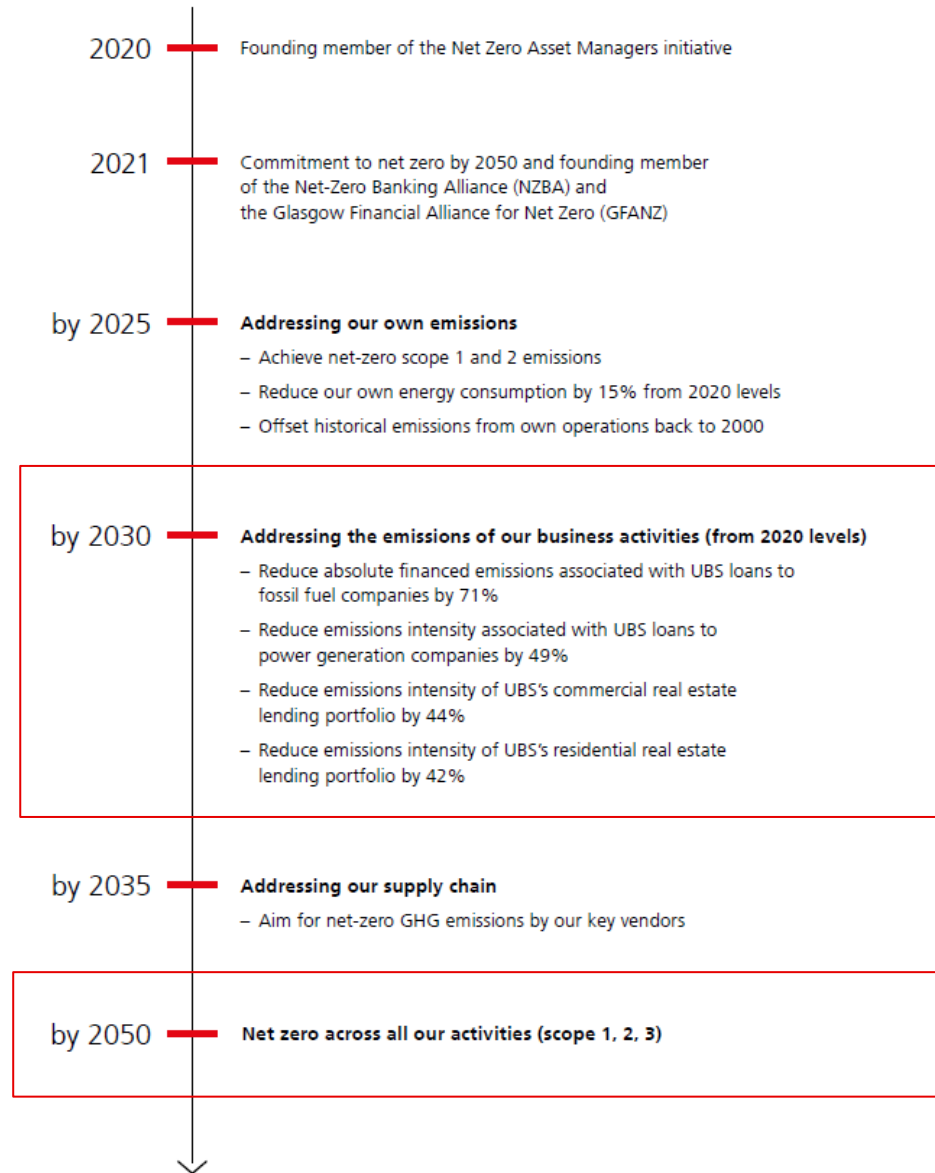 2020
Founding member of the Net Zero Asset Managers initiative
2021
Commitment to net zero by 2050 and founding member
of the Net-Zero Banking Alliance (NZBA) and
the Glasgow Financial Alliance for Net Zero (GFANZ)
by 2025
Addressing our own emissions
– Achieve net-zero scope 1 and 2 emissions
– Reduce our own energy consumption by 15% from 2020 levels
– Offset historical emissions from own operations back to 2000
by 2030
Addressing the emissions of our business activities (from 2020 levels)
– Reduce absolute financed emissions associated with UBS loans to
fossil fuel companies by 71%
– Reduce emissions intensity associated with UBS loans to
power generation companies by 49%
– Reduce emissions intensity of UBS's commercial real estate
lending portfolio by 44%
– Reduce emissions intensity of UBS's residential real estate
lending portfolio by 42%
by 2035
Addressing our supply chain
– Aim for net-zero GHG emissions by our key vendors
by 2050
Net zero across all our activities (scope 1, 2, 3)